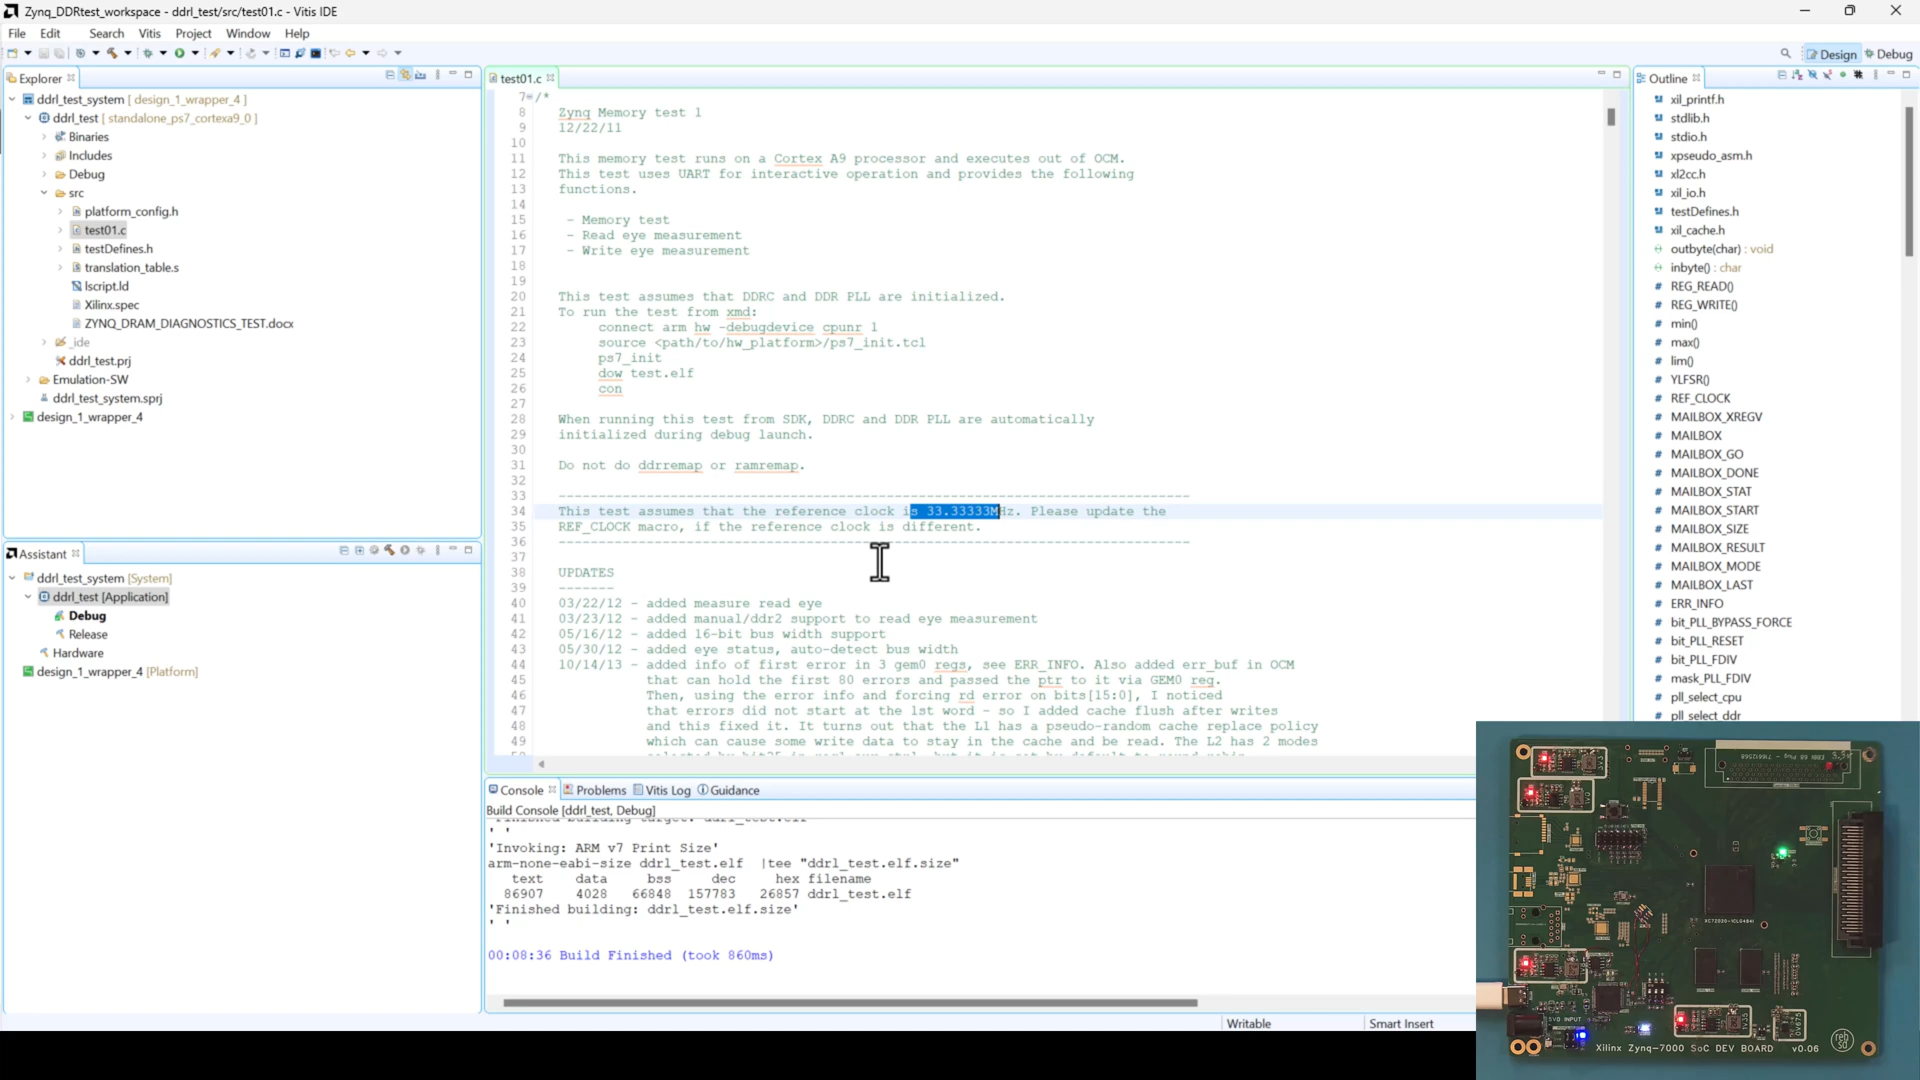 Zynq_DDRtest_workspace - ddrl_test/src/test01.c - Vitis IDE
File Edit Search Vitis Project Window Help
Design Debug
Explorer
ddrl_test_system [ design_1_wrapper_4 ]
ddrl_test [ standalone_ps7_cortexa9_0 ]
Binaries
Includes
Debug
src
platform_config.h
test01.c
testDefines.h
translation_table.s
lscript.ld
Xilinx.spec
ZYNQ_DRAM_DIAGNOSTICS_TEST.docx
_ide
ddrl_test.prj
Emulation-SW
ddrl_test_system.sprj
design_1_wrapper_4
Assistant
ddrl_test_system [System]
ddrl_test [Application]
Debug
Release
Hardware
design_1_wrapper_4 [Platform]
test01.c
7 /*
8 Zynq Memory test 1
9 12/22/11
10
11 This memory test runs on a Cortex A9 processor and executes out of OCM.
12 This test uses UART for interactive operation and provides the following
13 functions.
14
15 - Memory test
16 - Read eye measurement
17 - Write eye measurement
18
19
20 This test assumes that DDRC and DDR PLL are initialized.
21 To run the test from xmd:
22 connect arm hw -debugdevice cpunr 1
23 source <path/to/hw_platform>/ps7_init.tcl
24 ps7_init
25 dow test.elf
26 con
27
28 When running this test from SDK, DDRC and DDR PLL are automatically
29 initialized during debug launch.
30
31 Do not do ddrremap or ramremap.
32
33 -------------------------------------------------------------------------------
34 This test assumes that the reference clock is 33.33333MHz. Please update the
35 REF_CLOCK macro, if the reference clock is different.
36 -------------------------------------------------------------------------------
37
38 UPDATES
39 -------
40 03/22/12 - added measure read eye
41 03/23/12 - added manual/ddr2 support to read eye measurement
42 05/16/12 - added 16-bit bus width support
43 05/30/12 - added eye status, auto-detect bus width
44 10/14/13 - added info of first error in 3 gem0 regs, see ERR_INFO. Also added err_buf in OCM
45 that can hold the first 80 errors and passed the ptr to it via GEM0 reg.
46 Then, using the error info and forcing rd error on bits[15:0], I noticed
47 that errors did not start at the 1st word - so I added cache flush after writes
48 and this fixed it. It turns out that the L1 has a pseudo-random cache replace policy
49 which can cause some write data to stay in the cache and be read. The L2 has 2 modes
Console Problems Vitis Log Guidance
Build Console [ddrl_test, Debug]
'Finished building target: ddrl_test.elf'
' '
'Invoking: ARM v7 Print Size'
arm-none-eabi-size ddrl_test.elf |tee "ddrl_test.elf.size"
text data bss dec hex filename
86907 4028 66848 157783 26857 ddrl_test.elf
'Finished building: ddrl_test.elf.size'
' '
00:08:36 Build Finished (took 860ms)
Writable
Smart Insert
Outline
xil_printf.h
stdlib.h
stdio.h
xpseudo_asm.h
xl2cc.h
xil_io.h
testDefines.h
xil_cache.h
outbyte(char) : void
inbyte() : char
REG_READ()
REG_WRITE()
min()
max()
lim()
YLFSR()
REF_CLOCK
MAILBOX_XREGV
MAILBOX
MAILBOX_GO
MAILBOX_DONE
MAILBOX_STAT
MAILBOX_START
MAILBOX_SIZE
MAILBOX_RESULT
MAILBOX_MODE
MAILBOX_LAST
ERR_INFO
bit_PLL_BYPASS_FORCE
bit_PLL_RESET
bit_PLL_FDIV
mask_PLL_FDIV
pll_select_cpu
pll_select_ddr
3V3
1V35
0V675
5V0 INPUT
Xilinx Zynq-7000 SoC DEV BOARD v0.06